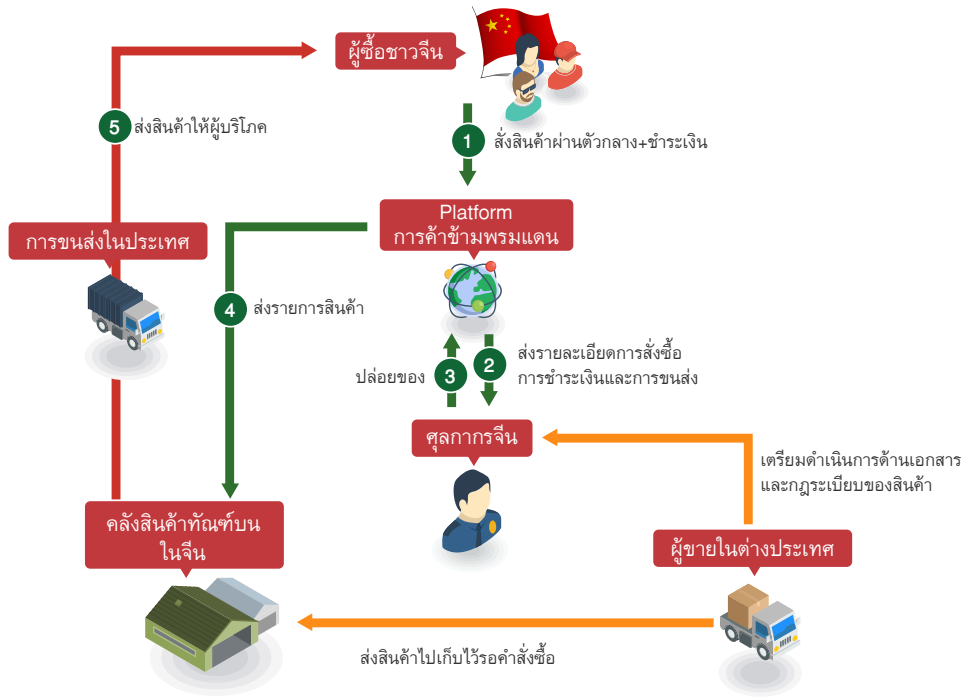 ผู้ซื้อชาวจีน
5 ส่งสินค้าให้ผู้บริโภค
1 สั่งสินค้าผ่านตัวกลาง+ชำระเงิน
Platform
การค้าข้ามพรมแดน
การขนส่งในประเทศ
4 ส่งรายการสินค้า
ปล่อยของ 3
2 ส่งรายละเอียดการสั่งซื้อ
การชำระเงินและการขนส่ง
ศุลกากรจีน
เตรียมดำเนินการด้านเอกสาร
และกฎระเบียบของสินค้า
คลังสินค้าทัณฑ์บน
ในจีน
ผู้ขายในต่างประเทศ
ส่งสินค้าไปเก็บไว้รอคำสั่งซื้อ